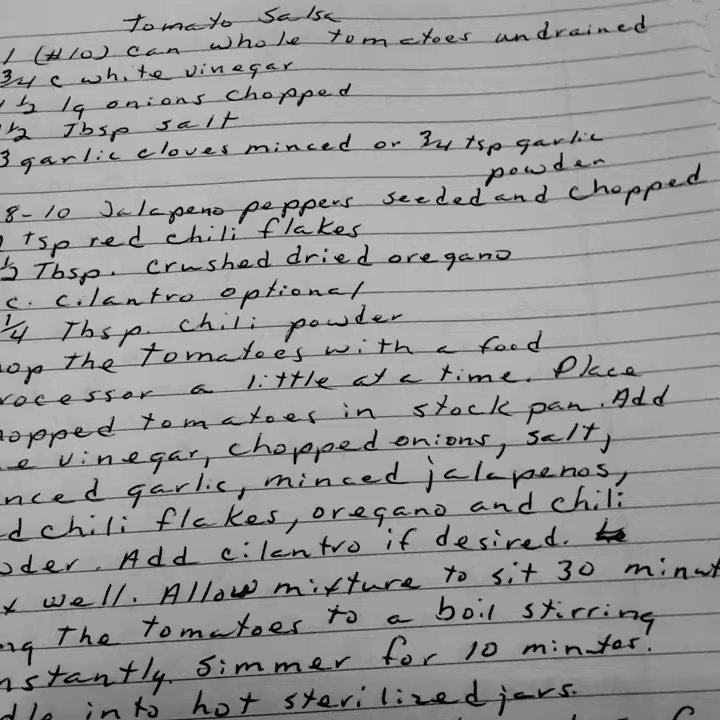 Tomato Salsa
1 (#10) can whole tomatoes undrained
3/4 c white vinegar
1 1/2 lg onions chopped
1/2 Tbsp salt
3 garlic cloves minced or 3/4 tsp garlic
powder
8-10 Jalapeno peppers seeded and chopped
tsp red chili flakes
1/2 Tbsp. crushed dried oregano
c. cilantro optional
1/4 Tbsp. chili powder
op the tomatoes with a food
rocessor a little at a time. Place
opped tomatoes in stock pan. Add
e vinegar, chopped onions, salt,
nced garlic, minced jalapenos,
d chili flakes, oregano and chili
oder. Add cilantro if desired.
x well. Allow mixture to sit 30 minut
ng the tomatoes to a boil stirring
nstantly. Simmer for 10 minutes.
dle into hot sterilized jars.